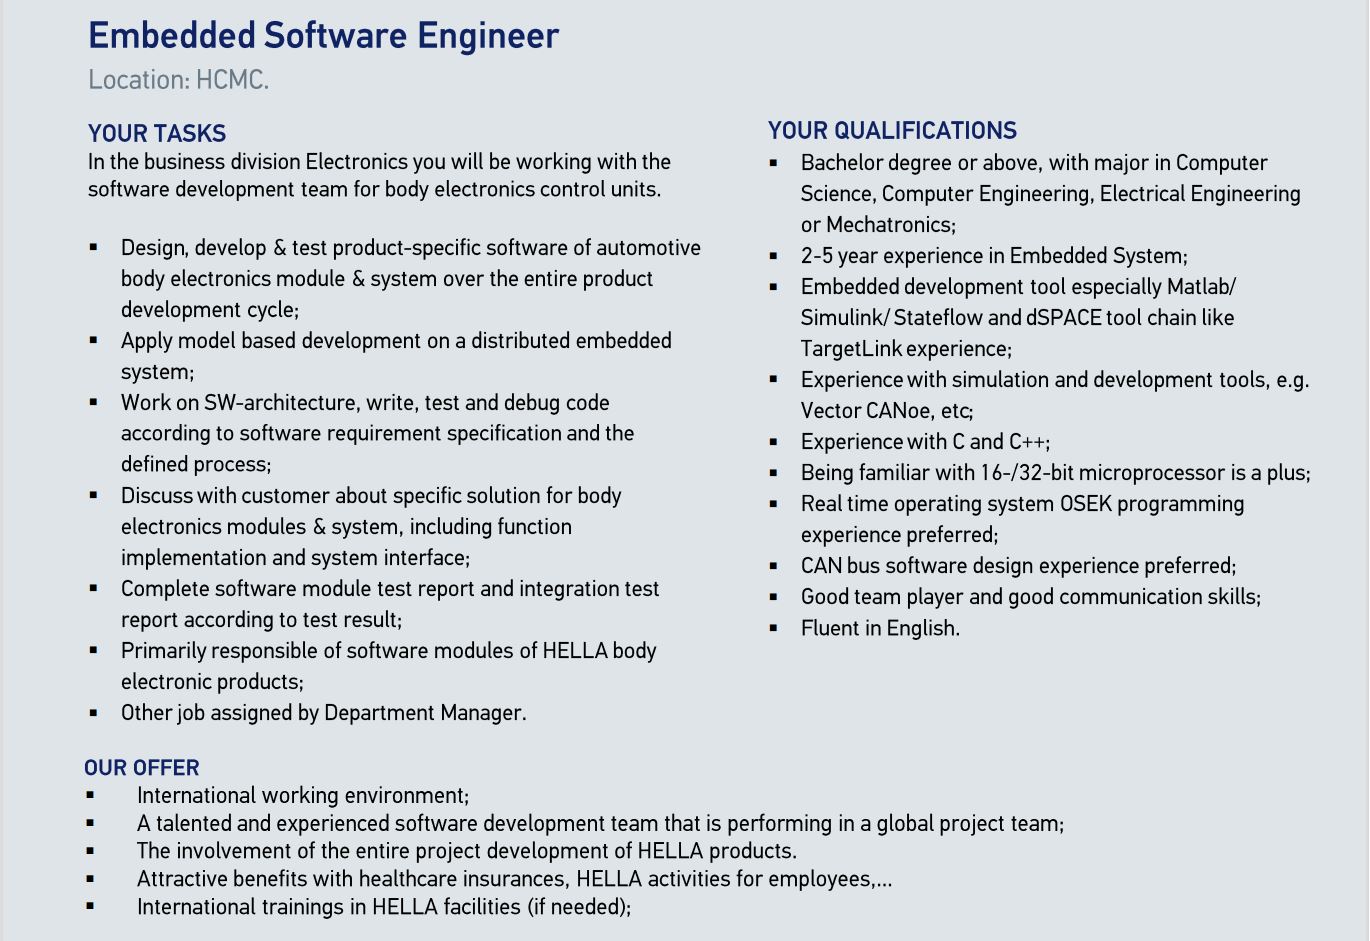 Embedded Software Engineer
Location: HCMC.
YOUR TASKS
In the business division Electronics you will be working with the
software development team for body electronics control units.
▪ Design, develop & test product-specific software of automotive
body electronics module & system over the entire product
development cycle;
▪ Apply model based development on a distributed embedded
system;
▪ Work on SW-architecture, write, test and debug code
according to software requirement specification and the
defined process;
▪ Discuss with customer about specific solution for body
electronics modules & system, including function
implementation and system interface;
▪ Complete software module test report and integration test
report according to test result;
▪ Primarily responsible of software modules of HELLA body
electronic products;
▪ Other job assigned by Department Manager.
YOUR QUALIFICATIONS
▪ Bachelor degree or above, with major in Computer
Science, Computer Engineering, Electrical Engineering
or Mechatronics;
▪ 2-5 year experience in Embedded System;
▪ Embedded development tool especially Matlab/
Simulink/ Stateflow and dSPACE tool chain like
TargetLink experience;
▪ Experience with simulation and development tools, e.g.
Vector CANoe, etc;
▪ Experience with C and C++;
▪ Being familiar with 16-/32-bit microprocessor is a plus;
▪ Real time operating system OSEK programming
experience preferred;
▪ CAN bus software design experience preferred;
▪ Good team player and good communication skills;
▪ Fluent in English.
OUR OFFER
▪ International working environment;
▪ A talented and experienced software development team that is performing in a global project team;
▪ The involvement of the entire project development of HELLA products.
▪ Attractive benefits with healthcare insurances, HELLA activities for employees,...
▪ International trainings in HELLA facilities (if needed);